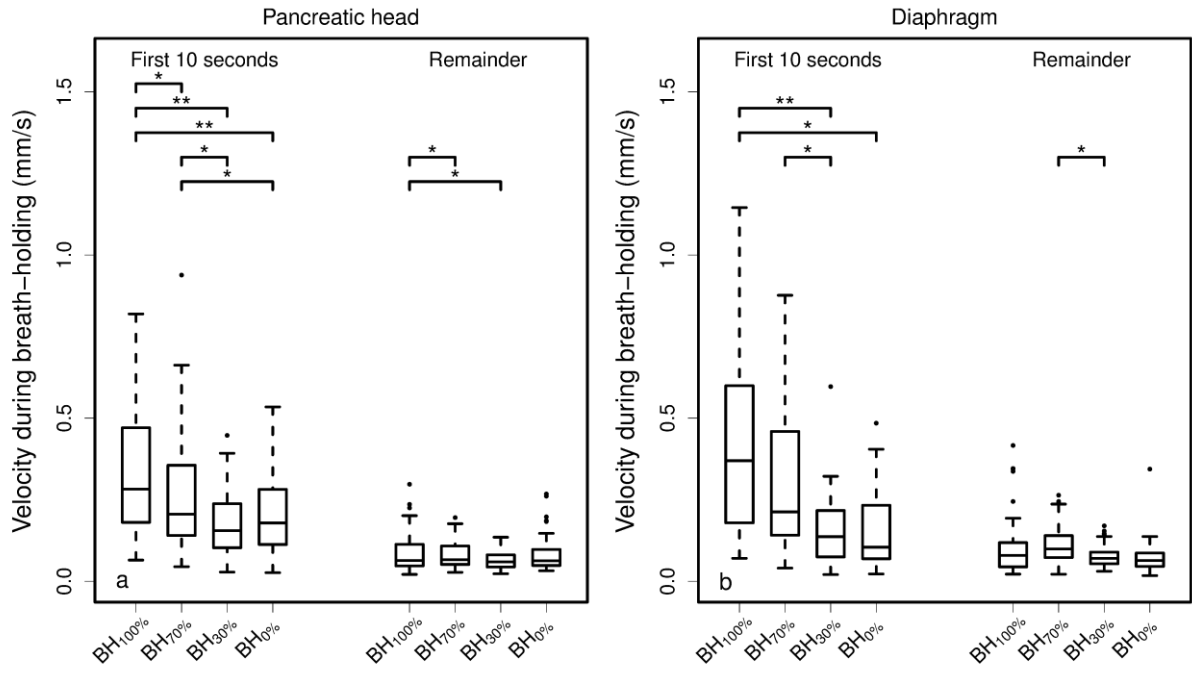 Pancreatic head
First 10 seconds
Remainder
*
**
**
*
*
*
*
Velocity during breath−holding (mm/s)
1.5
1.0
0.5
0.0
a
BH100%
BH70%
BH30%
BH0%
BH100%
BH70%
BH30%
BH0%
Diaphragm
First 10 seconds
Remainder
**
*
*
*
Velocity during breath−holding (mm/s)
1.5
1.0
0.5
0.0
b
BH100%
BH70%
BH30%
BH0%
BH100%
BH70%
BH30%
BH0%